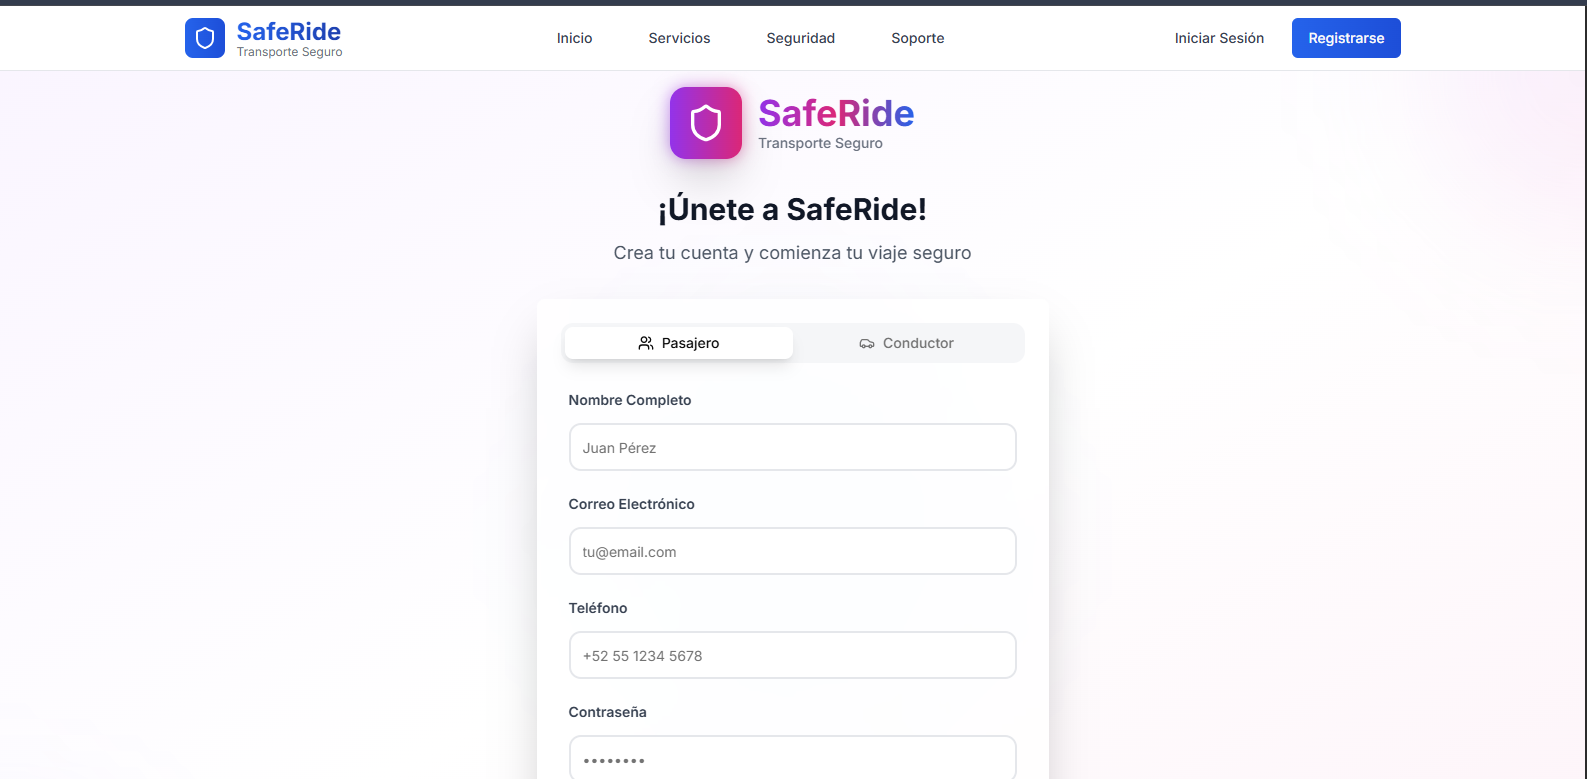 SafeRide
Transporte Seguro
Inicio
Servicios
Seguridad
Soporte
Iniciar Sesión
Registrarse
SafeRide
Transporte Seguro
¡Únete a SafeRide!
Crea tu cuenta y comienza tu viaje seguro
Pasajero
Conductor
Nombre Completo
Juan Pérez
Correo Electrónico
tu@email.com
Teléfono
+52 55 1234 5678
Contraseña
••••••••